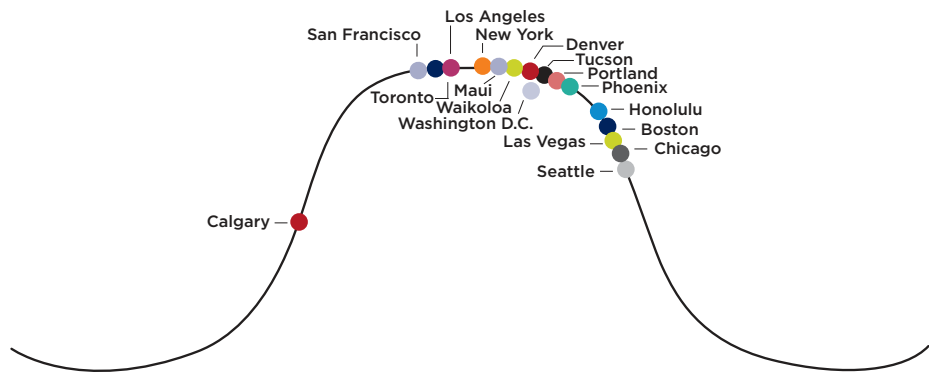 Los Angeles
San Francisco
New York
Denver
Tucson
Portland
Phoenix
Maui
Toronto
Waikoloa
Honolulu
Washington D.C.
Boston
Las Vegas
Chicago
Seattle
Calgary